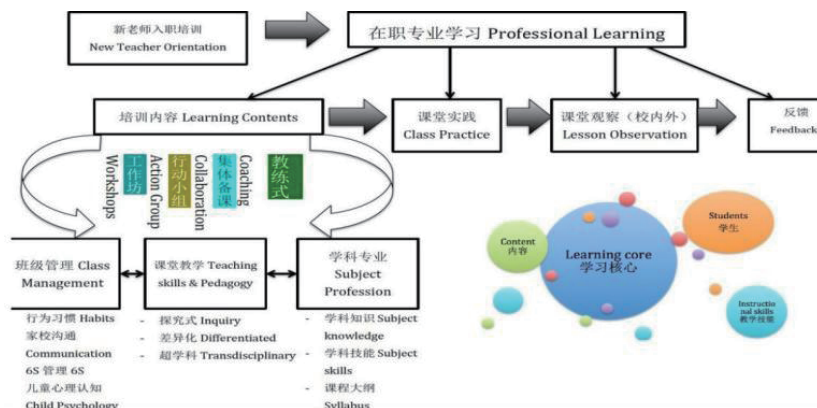 新老师入职培训
New Teacher Orientation
在职专业学习 Professional Learning
培训内容 Learning Contents
课堂实践
Class Practice
课堂观察（校内外）
Lesson Observation
反馈
Feedback
工作坊
Workshops
行动小组
Action Group
集体备课
Collaboration
教练式
Coaching
班级管理 Class
Management
课堂教学 Teaching
skills & Pedagogy
学科专业
Subject
Profession
行为习惯 Habits
家校沟通
Communication
6S 管理 6S
儿童心理认知
Child Psychology
- 探究式 Inquiry
- 差异化 Differentiated
- 超学科 Transdisciplinary
- 学科知识 Subject
knowledge
- 学科技能 Subject
skills
- 课程大纲
Syllabus
Content
内容
Learning core
学习核心
Students
学生
Instructio
nal skills
教学技能